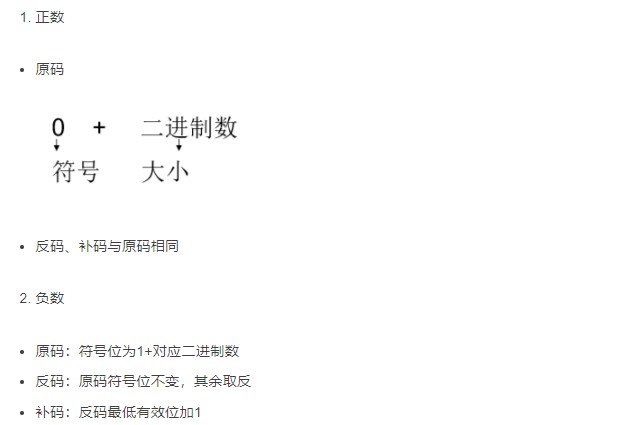 1. 正数
• 原码
0 + 二进制数
符号 大小
• 反码、补码与原码相同
2. 负数
• 原码：符号位为1+对应二进制数
• 反码：原码符号位不变，其余取反
• 补码：反码最低有效位加1